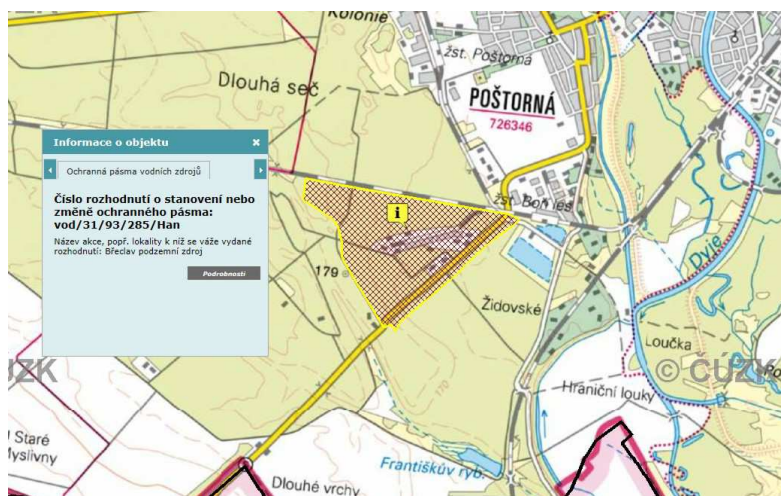 Kolonie
žst. Poštorná
Dlouhá seč
POŠTORNÁ
726346
Informace o objektu
Ochranná pásma vodních zdrojů
Číslo rozhodnutí o stanovení nebo
změně ochranného pásma:
vod/31/93/285/Han
Název akce, popř. lokality k níž se váže vydané
rozhodnutí: Břeclav podzemní zdroj
Podrobnosti
žst. Boří les
i
179
Dyje
Židovské
Loučka
ÚZK
© ČÚZK
Hraniční louky
Staré
Myslivny
170
Františkův ryb.
Dlouhé vrchy